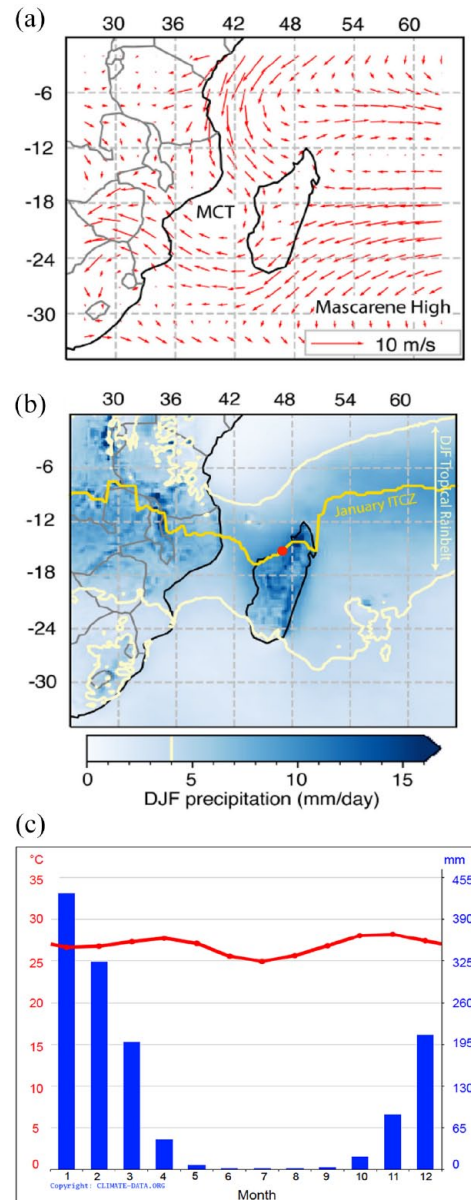 (a)
30 36 42 48 54 60
-6
-12
-18
-24
-30
MCT
Mascarene High
10 m/s
(b)
30 36 42 48 54 60
-6
-12
-18
-24
-30
January ITCZ
DJF Tropical Rainbelt
0 5 10 15
DJF precipitation (mm/day)
(c)
°C mm
35 455
30 390
25 325
20 260
15 195
10 130
5 65
0 0
1 2 3 4 5 6 7 8 9 10 11 12
Copyright: CLIMATE-DATA.ORG
Month